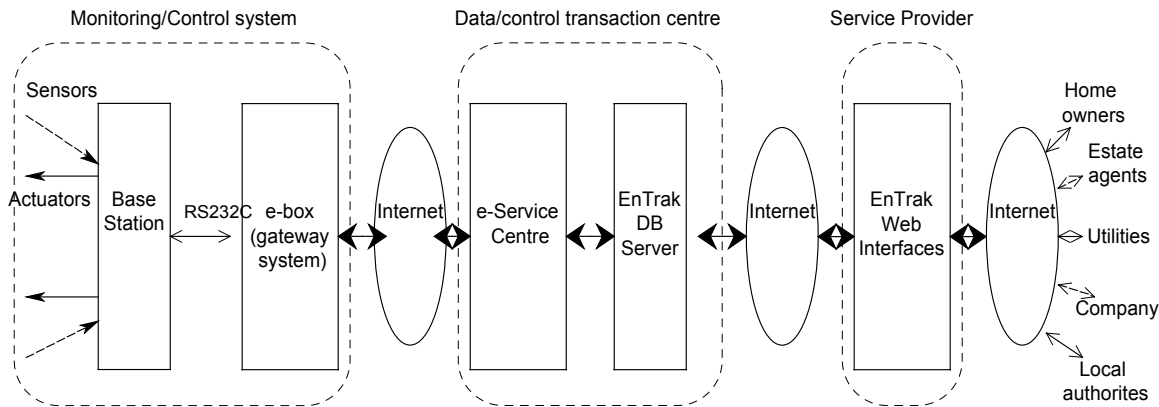 Monitoring/Control system
Data/control transaction centre
Service Provider
Sensors
Actuators
Base
Station
RS232C
e-box
(gateway
system)
Internet
e-Service
Centre
EnTrak
DB
Server
Internet
EnTrak
Web
Interfaces
Internet
Home
owners
Estate
agents
Utilities
Company
Local
authorites